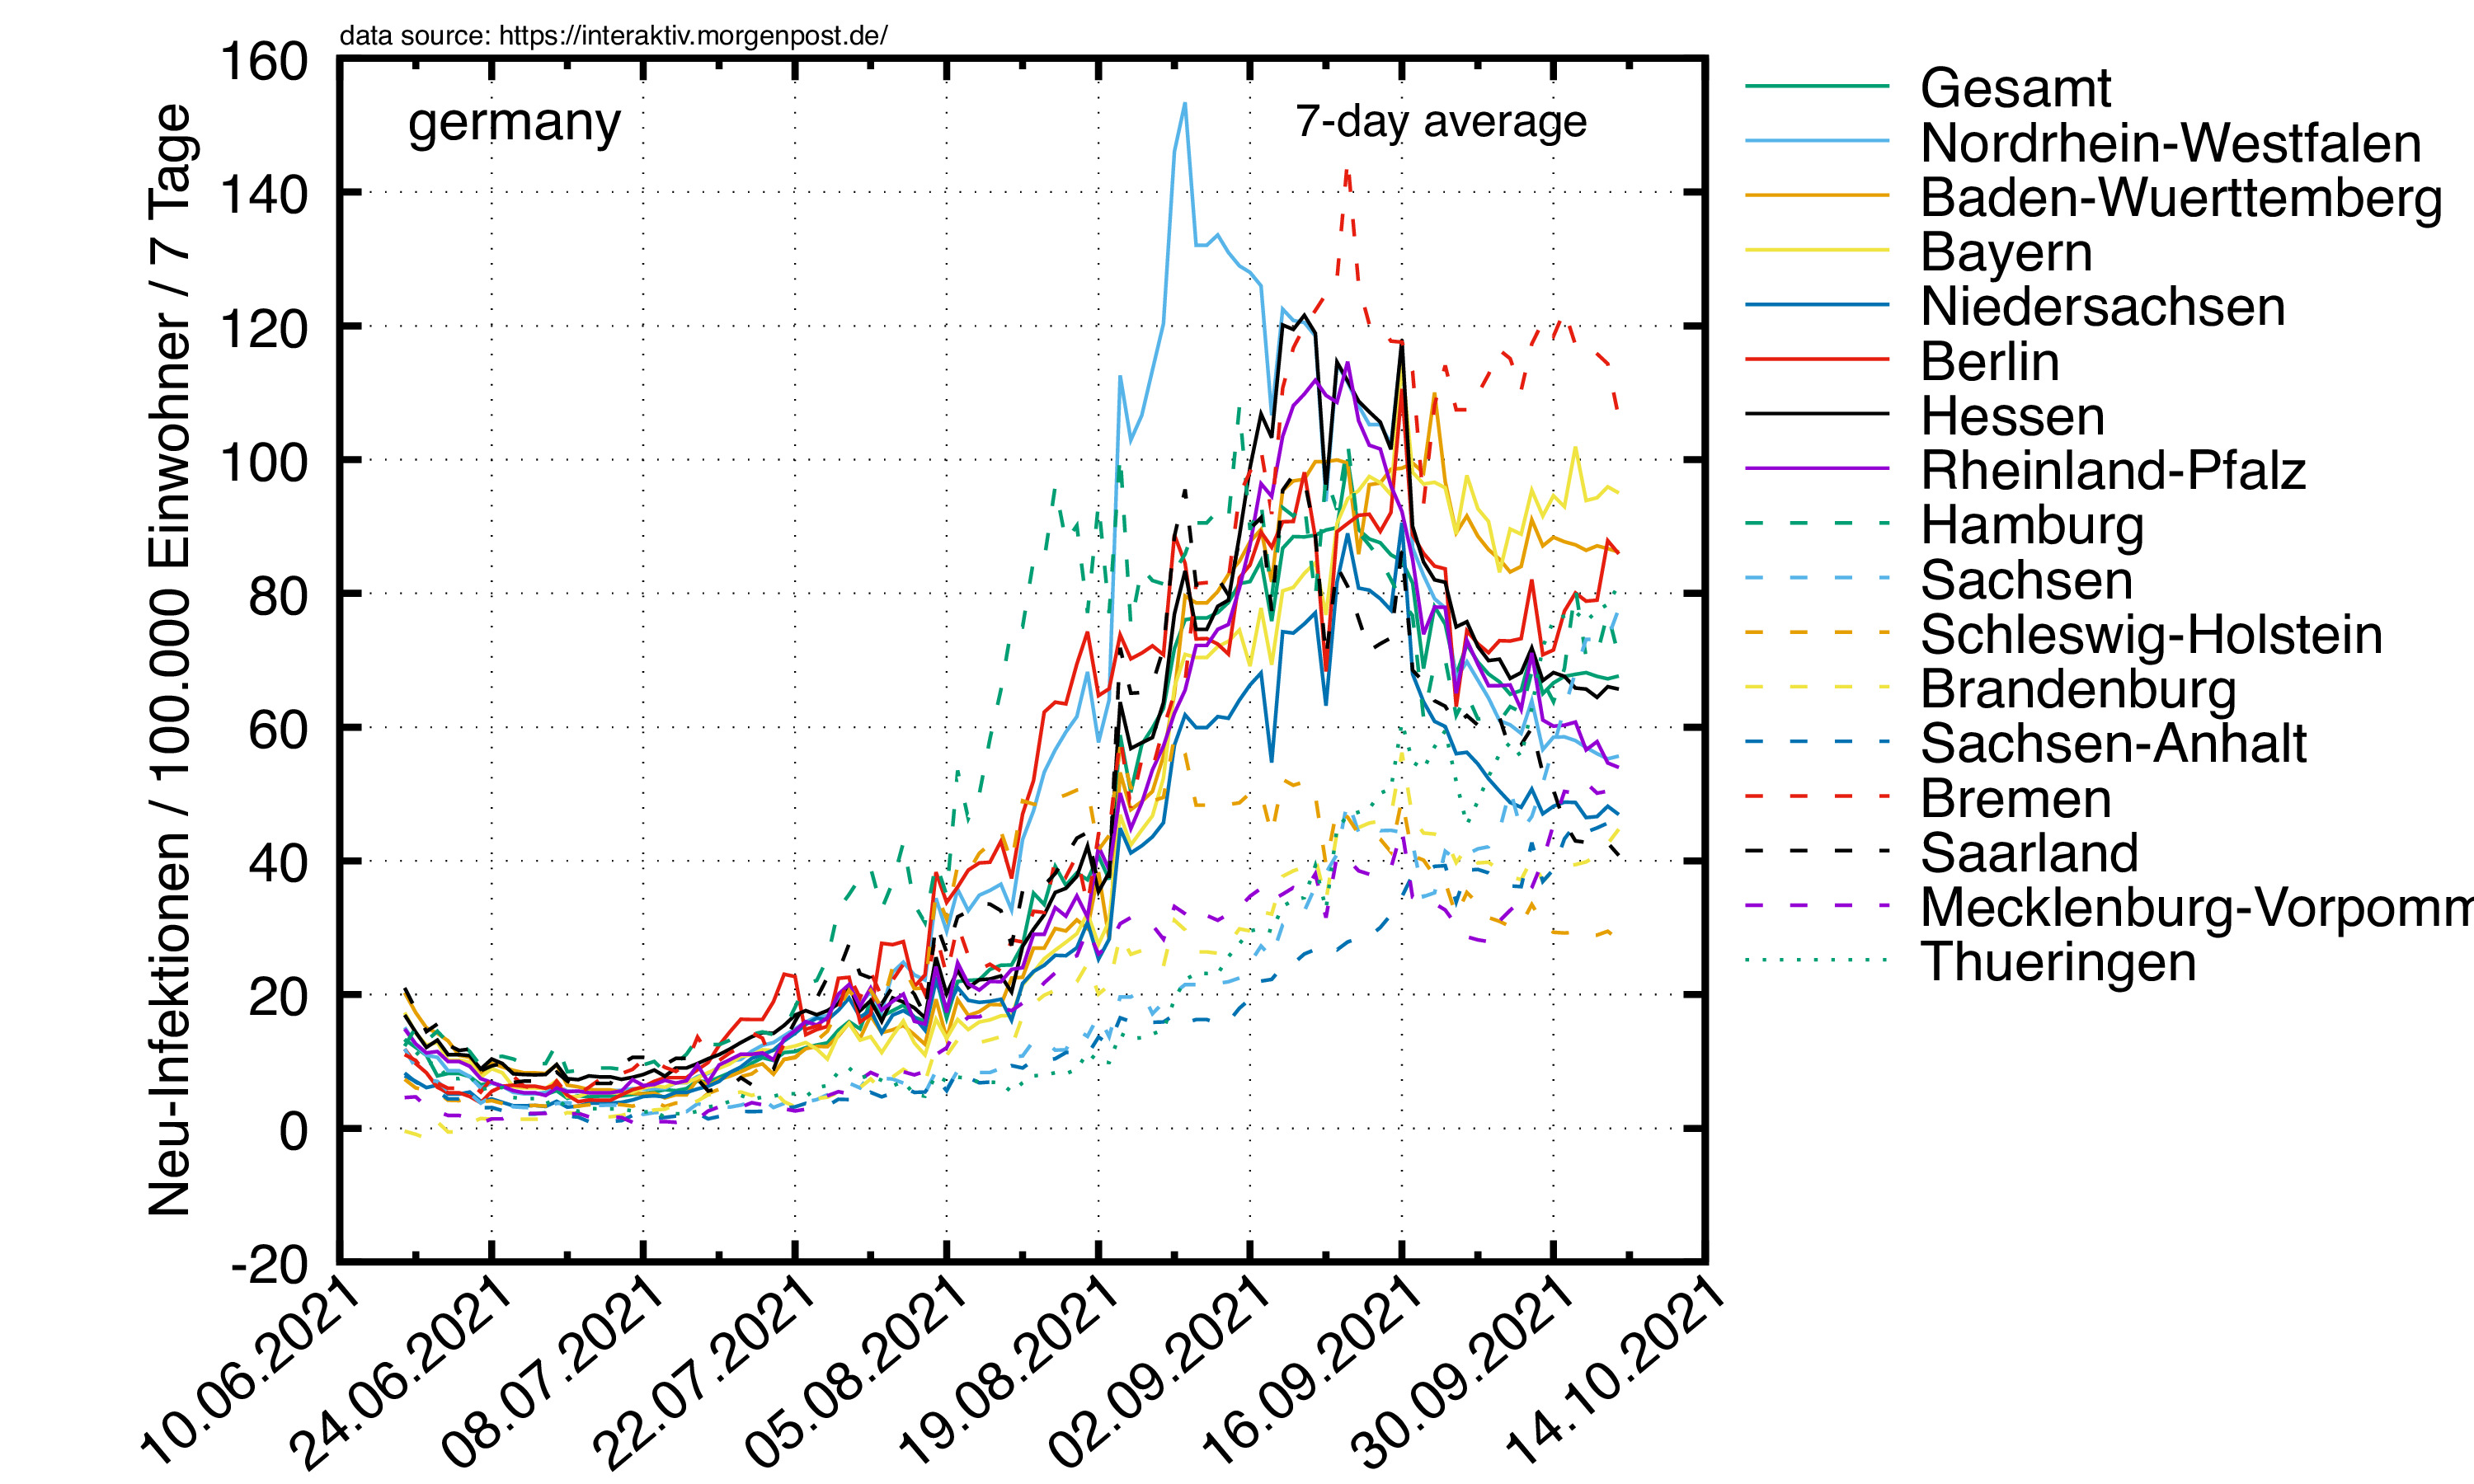 data source: https://interaktiv.morgenpost.de/
160
140
120
100
80
60
40
20
0
-20
Neu-Infektionen / 100.000 Einwohner / 7 Tage
germany
7-day average
10.06.2021
24.06.2021
08.07.2021
22.07.2021
05.08.2021
19.08.2021
02.09.2021
16.09.2021
30.09.2021
14.10.2021
Gesamt
Nordrhein-Westfalen
Baden-Wuerttemberg
Bayern
Niedersachsen
Berlin
Hessen
Rheinland-Pfalz
Hamburg
Sachsen
Schleswig-Holstein
Brandenburg
Sachsen-Anhalt
Bremen
Saarland
Mecklenburg-Vorpomm
Thueringen